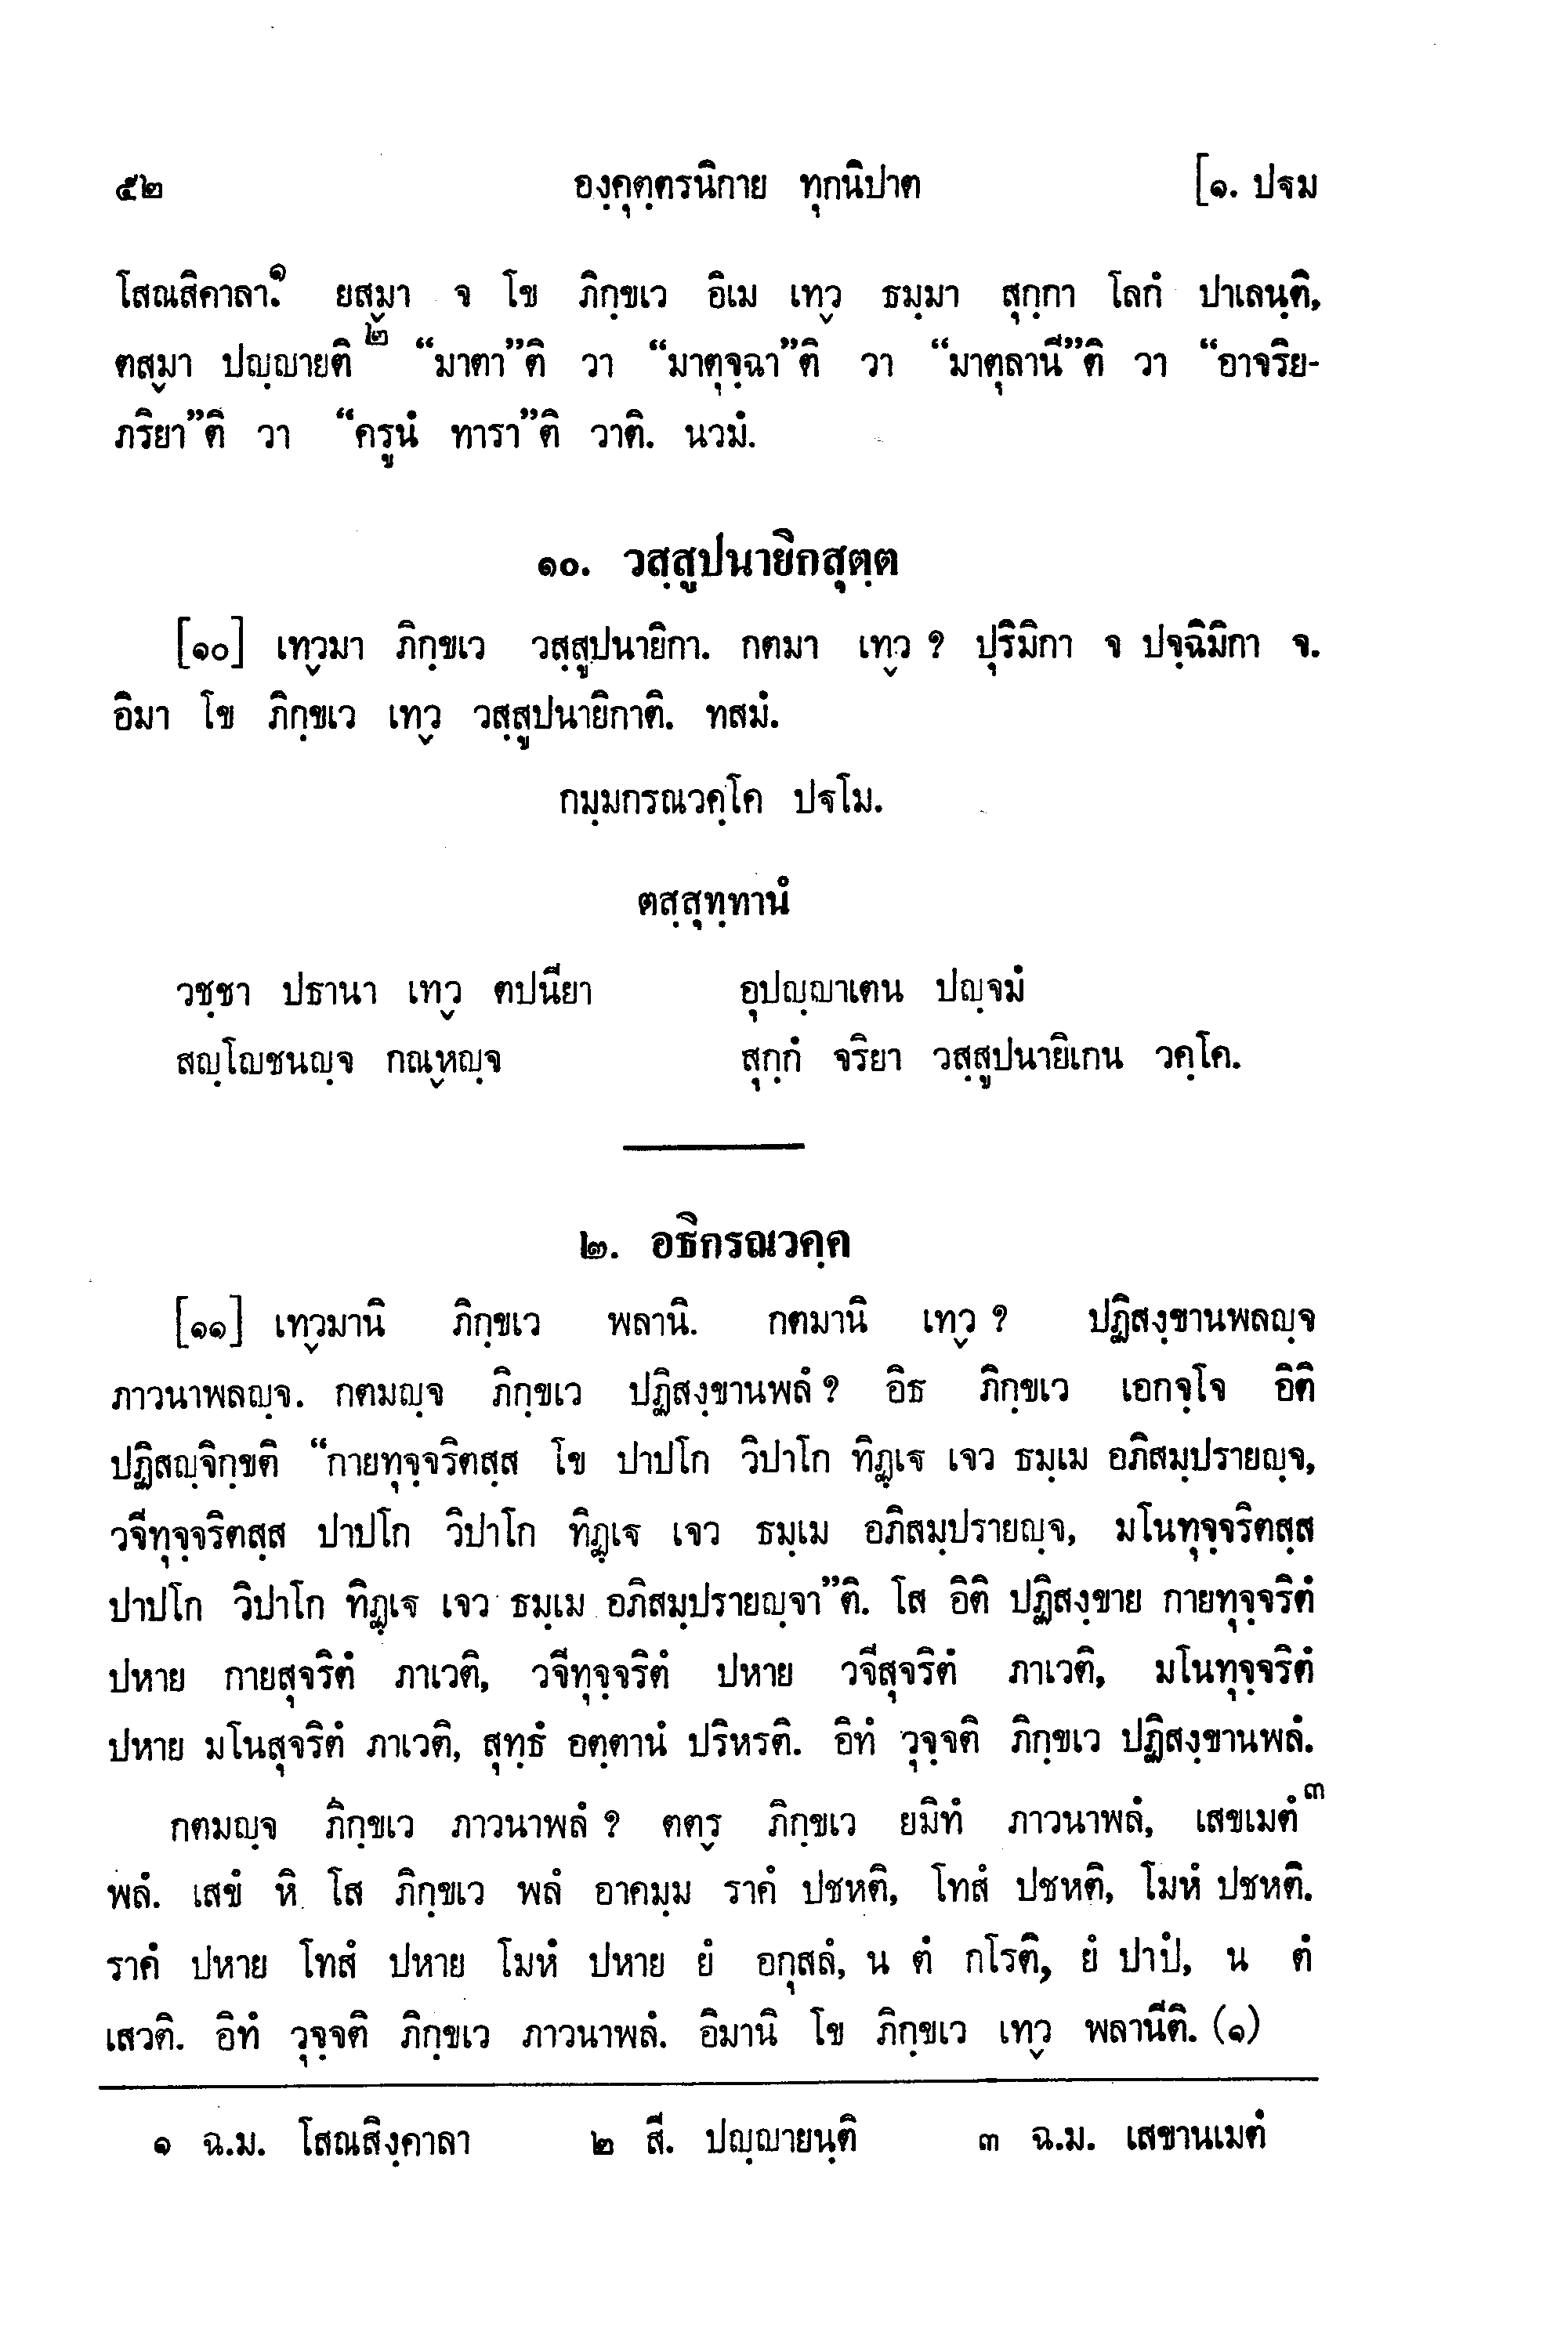 ๕๒ องฺคุตฺตรนิกาย ทุกนิปาต [๑. ปฐม
โสณสิคาลา.๑ ยสฺมา จ โข ภิกฺขเว อิเม เทฺว ธมฺมา สุกฺกา โลกํ ปาเลนฺติ,
ตสฺมา ปญฺญายติ๒ “มาตา”ติ วา “มาตุจฺฉา”ติ วา “มาตุลานี”ติ วา “อาจริย-
ภริยา”ติ วา “ครูนํ ทารา”ติ วาติ. นวมํ.
๑๐. วสฺสูปนายิกสุตฺต
[๑๐] เทฺวมา ภิกฺขเว วสฺสูปนายิกา. กตมา เทฺว ? ปุริมิกา จ ปจฺฉิมิกา จ.
อิมา โข ภิกฺขเว เทฺว วสฺสูปนายิกาติ. ทสมํ.
กมฺมกรณวคฺโค ปฐโม.
ตสฺสุทฺทานํ
วชฺชา ปธานา เทฺว ตปนียา อุปญฺญาเตน ปญฺจมํ
สญฺโญชนญฺจ กณฺหญฺจ สุกฺกํ จริยา วสฺสูปนายิเกน วคฺโค.
๒. อธิกรณวคฺค
[๑๑] เทฺวมานิ ภิกฺขเว พลานิ. กตมานิ เทฺว ? ปฏิสงฺขานพลญฺจ
ภาวนาพลญฺจ. กตมญฺจ ภิกฺขเว ปฏิสงฺขานพลํ ? อิธ ภิกฺขเว เอกจฺโจ อิติ
ปฏิสญฺจิกฺขติ “กายทุจฺจริตสฺส โข ปาปโก วิปาโก ทิฏฺเฐ เจว ธมฺเม อภิสมฺปรายญฺจ,
วจีทุจฺจริตสฺส ปาปโก วิปาโก ทิฏฺเฐ เจว ธมฺเม อภิสมฺปรายญฺจ, มโนทุจฺจริตสฺส
ปาปโก วิปาโก ทิฏฺเฐ เจว ธมฺเม อภิสมฺปรายญฺจา”ติ. โส อิติ ปฏิสงฺขาย กายทุจฺจริตํ
ปหาย กายสุจริตํ ภาเวติ, วจีทุจฺจริตํ ปหาย วจีสุจริตํ ภาเวติ, มโนทุจฺจริตํ
ปหาย มโนสุจริตํ ภาเวติ, สุทฺธํ อตฺตานํ ปริหรติ. อิทํ วุจฺจติ ภิกฺขเว ปฏิสงฺขานพลํ.
กตมญฺจ ภิกฺขเว ภาวนาพลํ ? ตตฺร ภิกฺขเว ยมิทํ ภาวนาพลํ, เสขเมตํ๓
พลํ. เสขํ หิ โส ภิกฺขเว พลํ อาคมฺม ราคํ ปชหติ, โทสํ ปชหติ, โมหํ ปชหติ.
ราคํ ปหาย โทสํ ปหาย โมหํ ปหาย ยํ อกุสลํ, น ตํ กโรติ, ยํ ปาปํ, น ตํ
เสวติ. อิทํ วุจฺจติ ภิกฺขเว ภาวนาพลํ. อิมานิ โข ภิกฺขเว เทฺว พลานีติ. (๑)
๑ ฉ.ม. โสณสิงฺคาลา ๒ สี. ปญฺญายนฺติ ๓ ฉ.ม. เสขานเมตํ